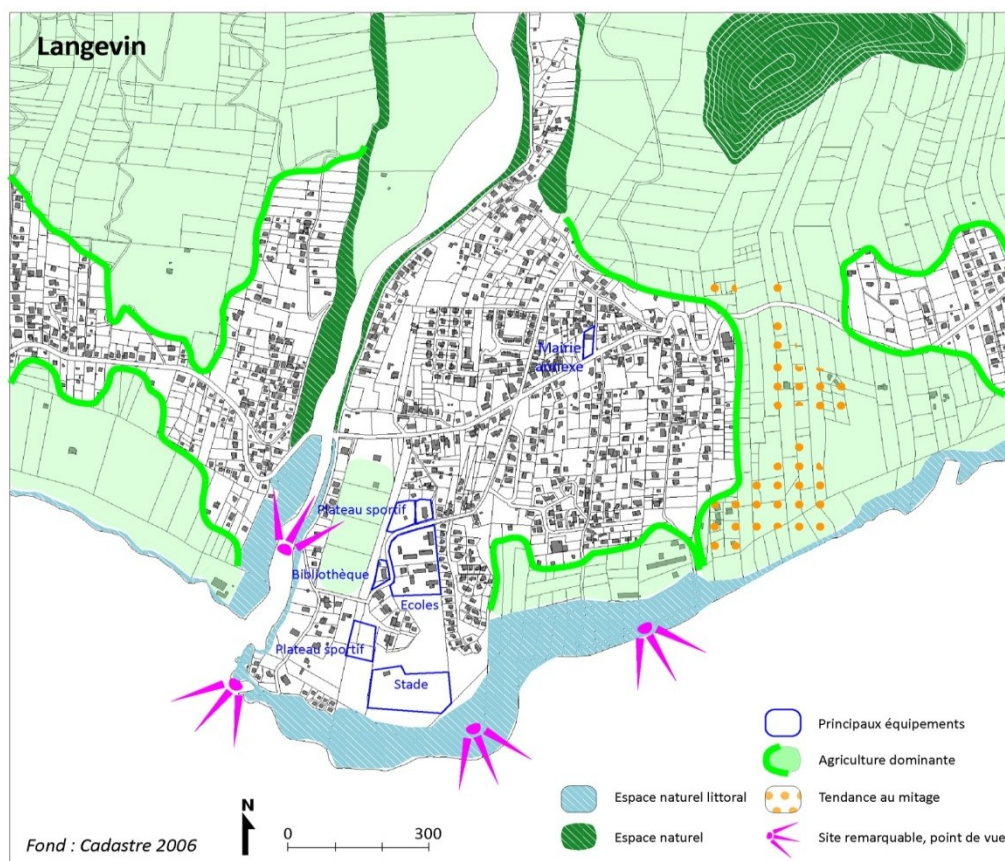 Langevin
Mairie
annexe
Plateau sportif
Bibliothèque
Ecoles
Plateau sportif
Stade
Principaux équipements
Agriculture dominante
Espace naturel littoral
Tendance au mitage
Espace naturel
Site remarquable, point de vue
N
0 300
Fond : Cadastre 2006